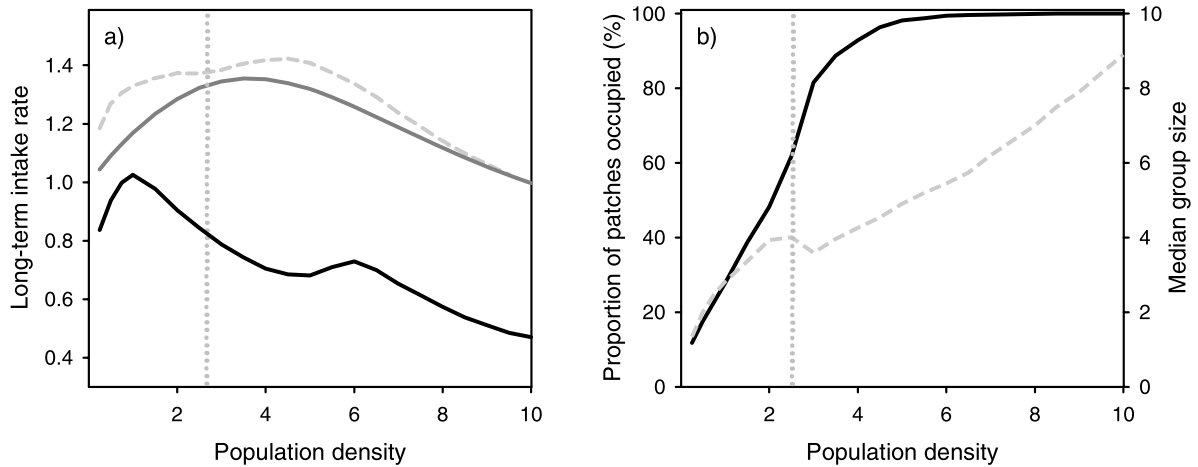 a)
Long-term intake rate
1.4
1.2
1.0
0.8
0.6
0.4
2 4 6 8 10
Population density
b)
Proportion of patches occupied (%)
100
80
60
40
20
0
2 4 6 8 10
Population density
10
8
6
4
2
0
Median group size